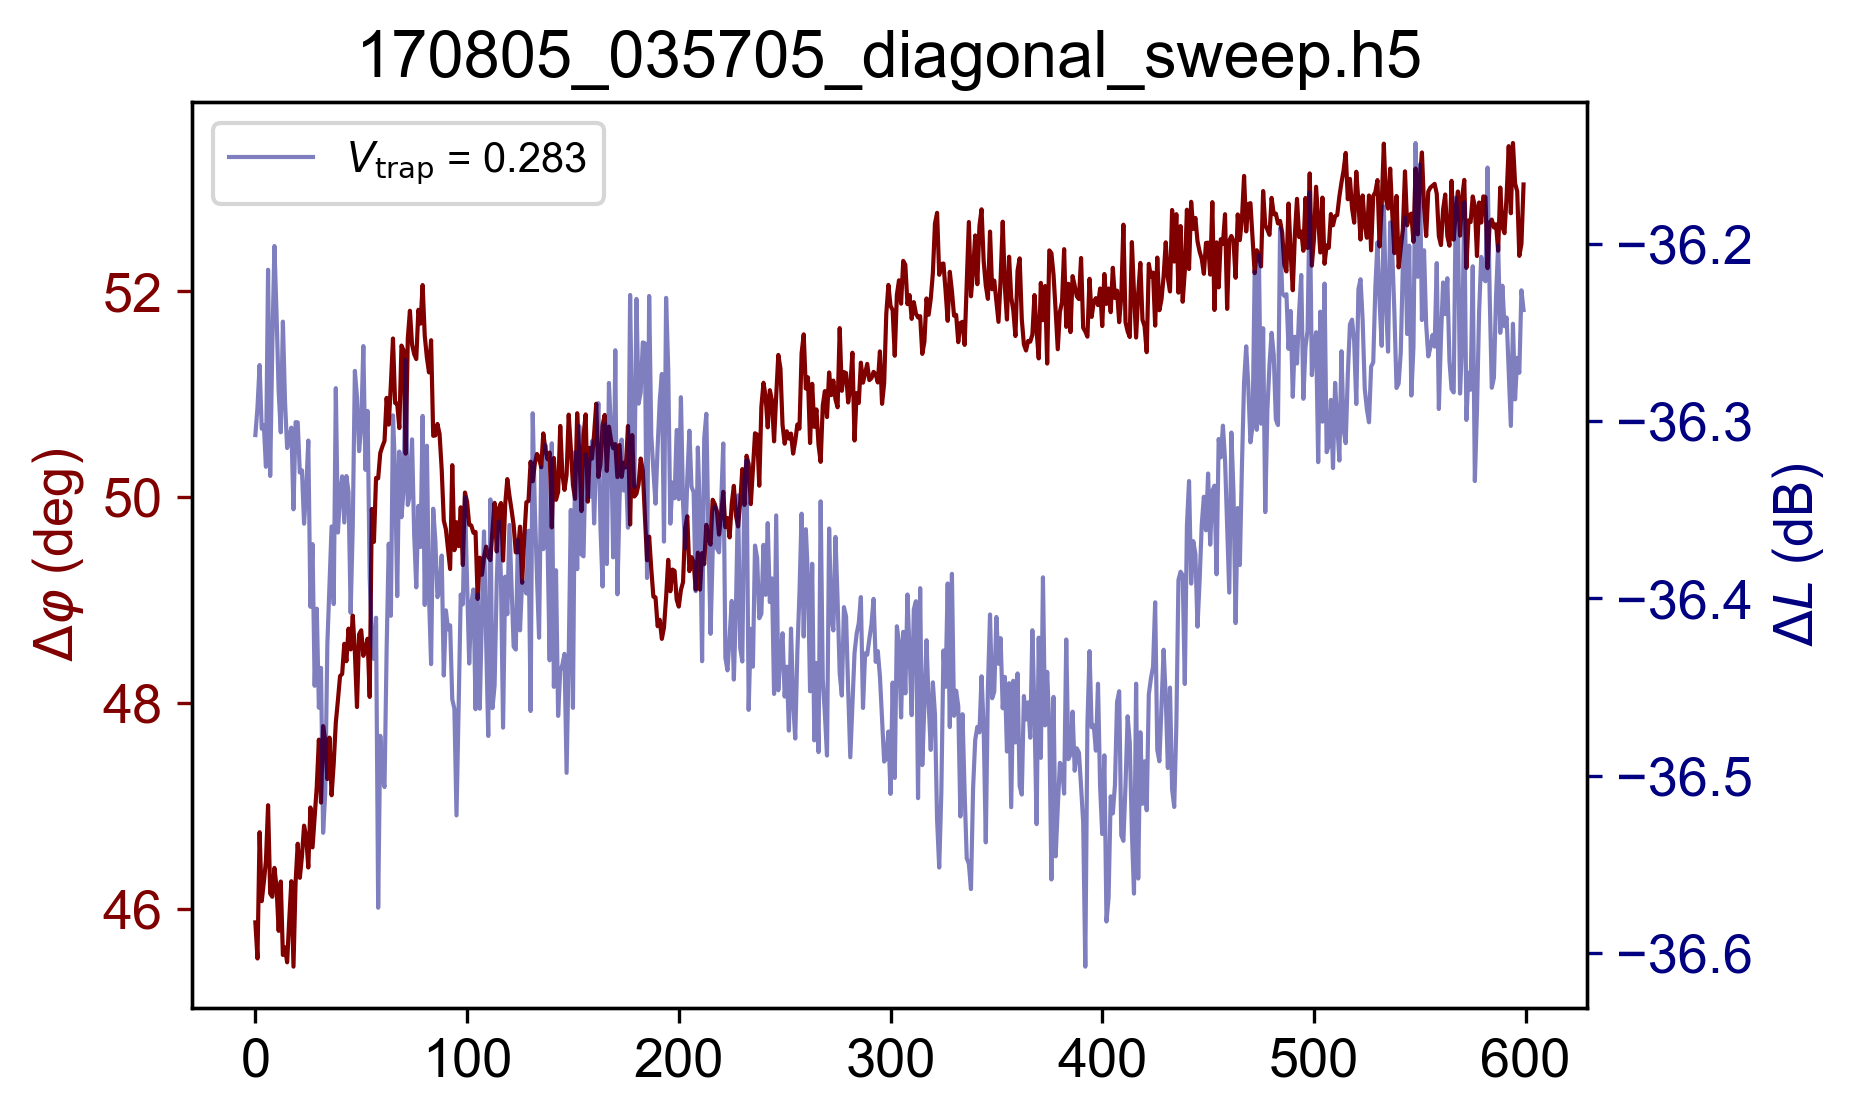 170805_035705_diagonal_sweep.h5
V_trap = 0.283
Δφ (deg)
52
50
48
46
ΔL (dB)
−36.2
−36.3
−36.4
−36.5
−36.6
0 100 200 300 400 500 600